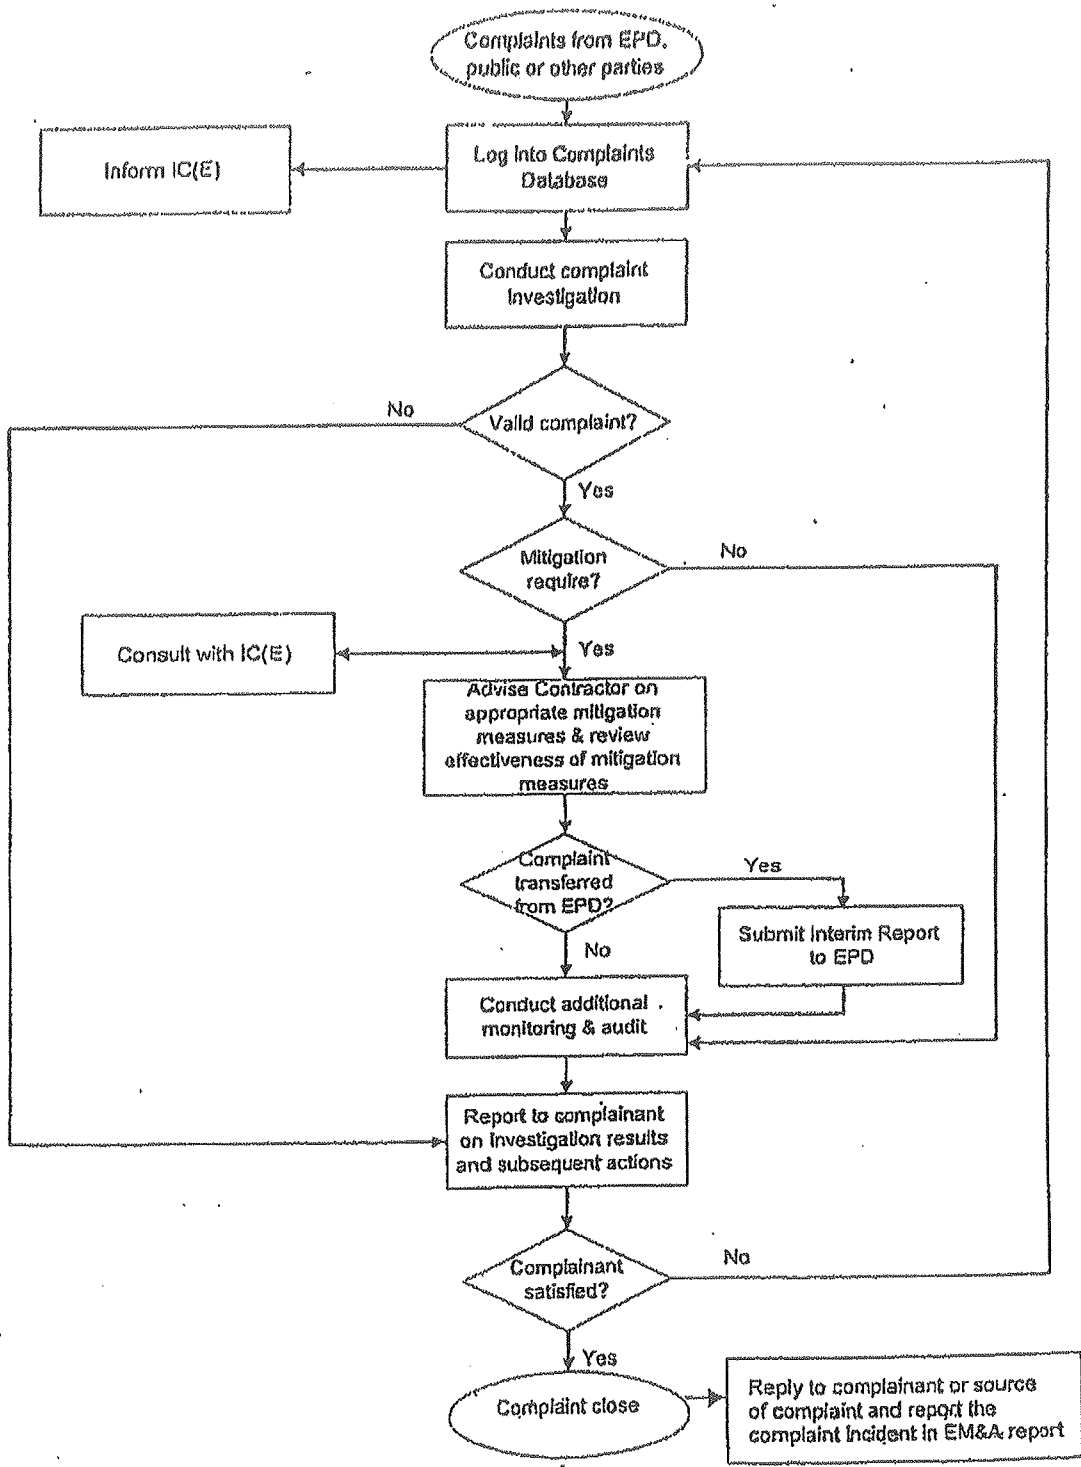 Complaints from EPD,
public or other parties
Inform IC(E)
Log into Complaints
Database
Conduct complaint
Investigation
No
Valid complaint?
Yes
Mitigation
require?
No
Consult with IC(E)
Yes
Advise Contractor on
appropriate mitigation
measures & review
effectiveness of mitigation
measures
Complaint
transferred
from EPD?
Yes
Submit Interim Report
to EPD
No
Conduct additional
monitoring & audit
Report to complainant
on investigation results
and subsequent actions
Complainant
satisfied?
No
Yes
Complaint close
Reply to complainant or source
of complaint and report the
complaint incident in EM&A report